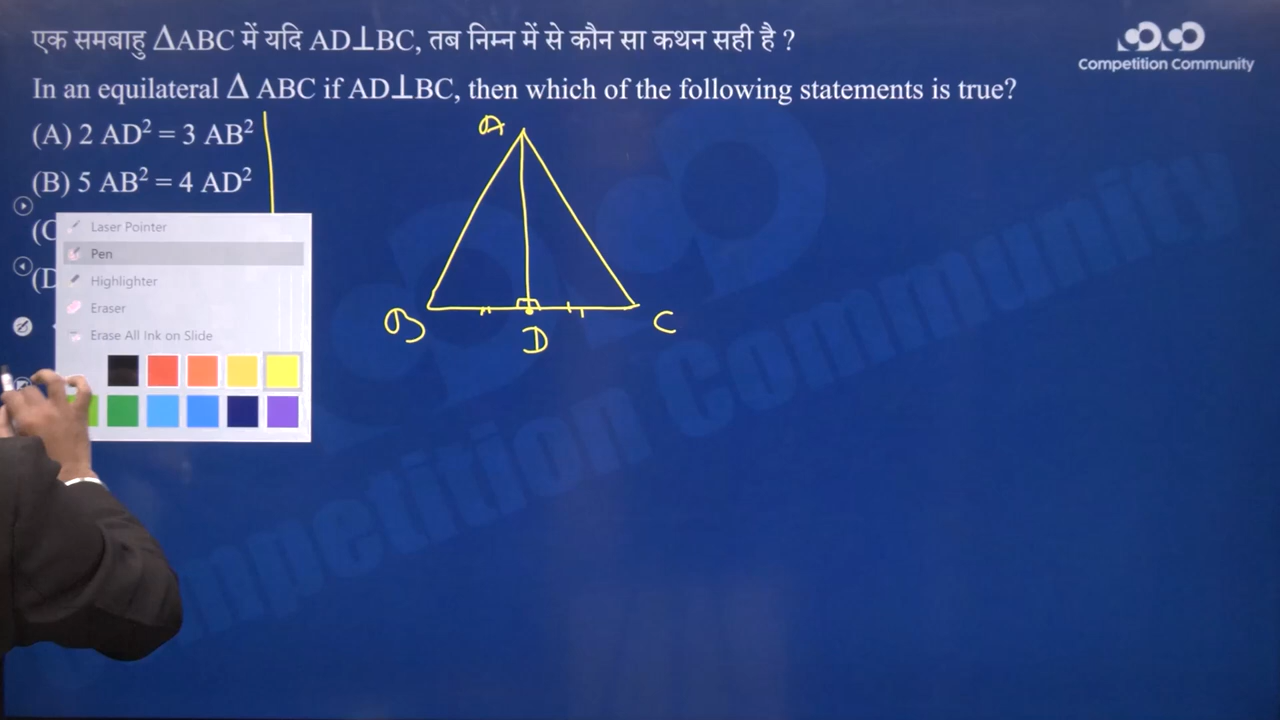 एक समबाहु ΔABC में यदि AD⊥BC, तब निम्न में से कौन सा कथन सही है ?
Competition Community
In an equilateral Δ ABC if AD⊥BC, then which of the following statements is true?
(A) 2 AD² = 3 AB²
(B) 5 AB² = 4 AD²
(C
(D
Laser Pointer
Pen
Highlighter
Eraser
Erase All Ink on Slide
A
B
D
C
Competition Community